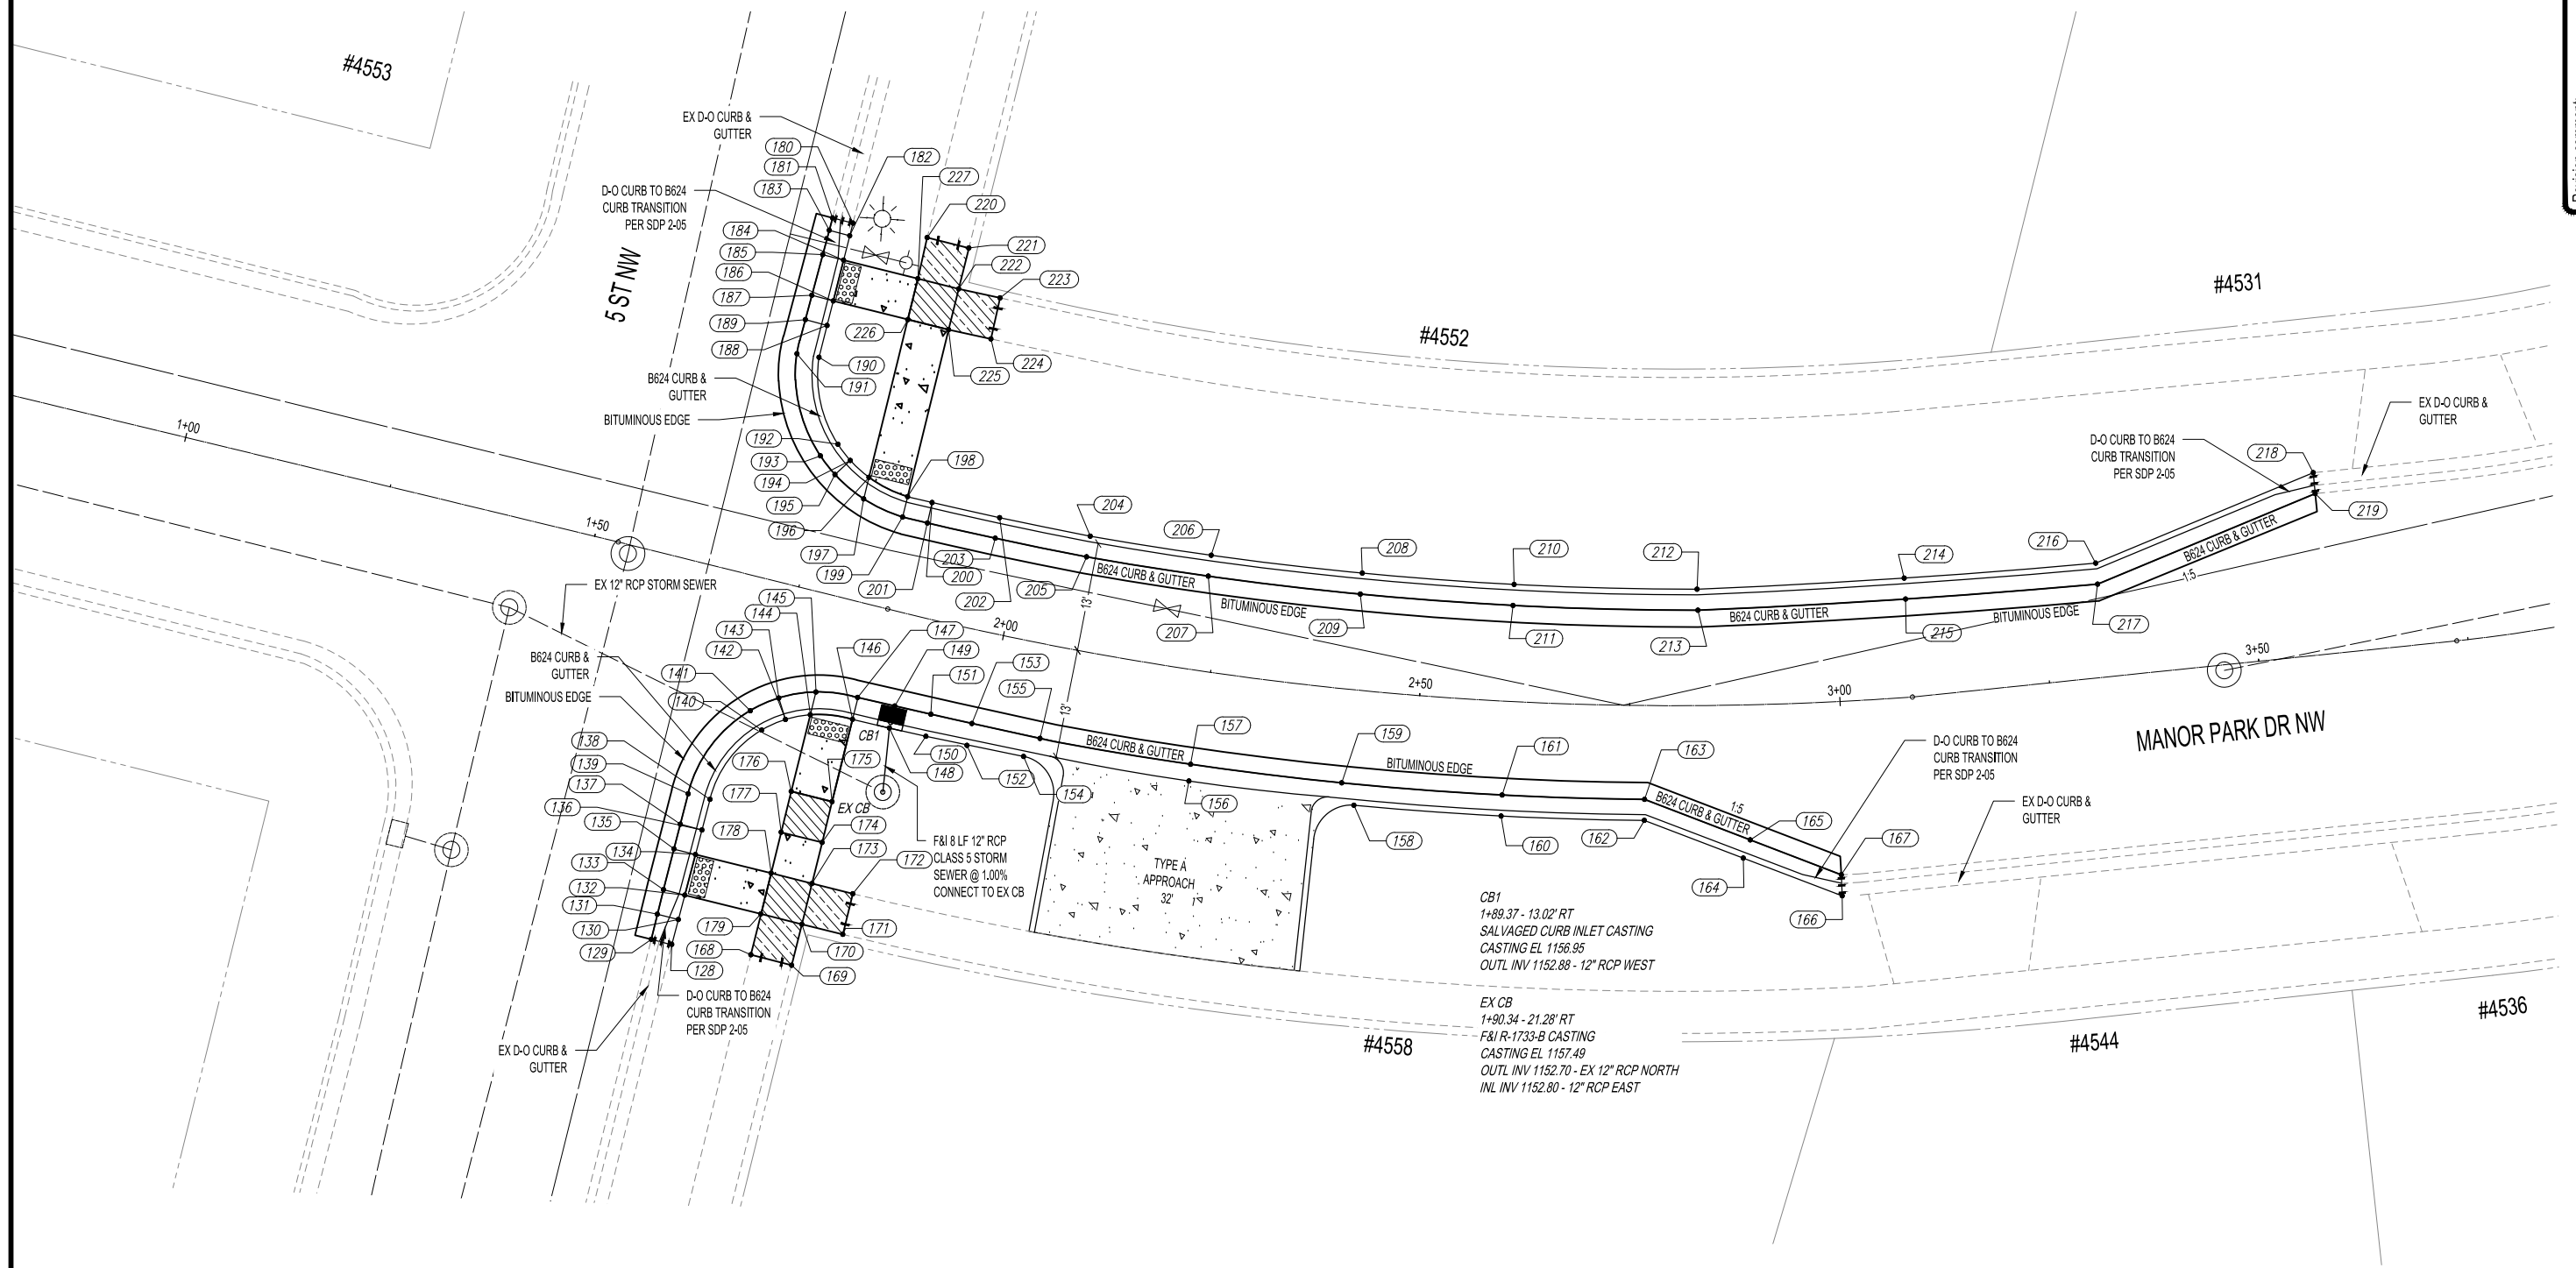 #4553
EX D-O CURB &
GUTTER
180
181
182
183
227
D-O CURB TO B624
CURB TRANSITION
PER SDP 2-05
220
184
221
185
222
186
223
5 ST NW
187
#4531
189
226
188
224
#4552
190
225
191
B624 CURB &
GUTTER
BITUMINOUS EDGE
EX D-O CURB &
GUTTER
1+00
192
193
198
194
195
D-O CURB TO B624
CURB TRANSITION
PER SDP 2-05
218
204
219
1+50
196
206
216
197
203
208
210
212
214
199
200
B624 CURB & GUTTER
EX 12" RCP STORM SEWER
201
202
205
B624 CURB & GUTTER
1:5
145
144
13'
BITUMINOUS EDGE
B624 CURB & GUTTER
BITUMINOUS EDGE
143
2+00
147
207
209
211
213
215
217
142
146
149
3+50
B624 CURB &
GUTTER
141
151
153
BITUMINOUS EDGE
140
155
2+50
3+00
13'
MANOR PARK DR NW
138
CB1
B624 CURB & GUTTER
157
159
161
163
D-O CURB TO B624
CURB TRANSITION
PER SDP 2-05
139
176
175
150
148
BITUMINOUS EDGE
137
152
154
156
B624 CURB & GUTTER
1:5
136
177
EX CB
EX D-O CURB &
GUTTER
135
178
174
158
160
162
165
167
134
173
F&I 8 LF 12" RCP
CLASS 5 STORM
SEWER @ 1.00%
CONNECT TO EX CB
133
172
TYPE A
APPROACH
32'
164
132
131
130
179
171
166
129
168
170
128
169
CB1
1+89.37 - 13.02' RT
SALVAGED CURB INLET CASTING
CASTING EL 1156.95
OUTL INV 1152.88 - 12" RCP WEST
D-O CURB TO B624
CURB TRANSITION
PER SDP 2-05
EX CB
1+90.34 - 21.28' RT
F&I R-1733-B CASTING
CASTING EL 1157.49
OUTL INV 1152.70 - EX 12" RCP NORTH
INL INV 1152.80 - 12" RCP EAST
EX D-O CURB &
GUTTER
#4558
#4544
#4536